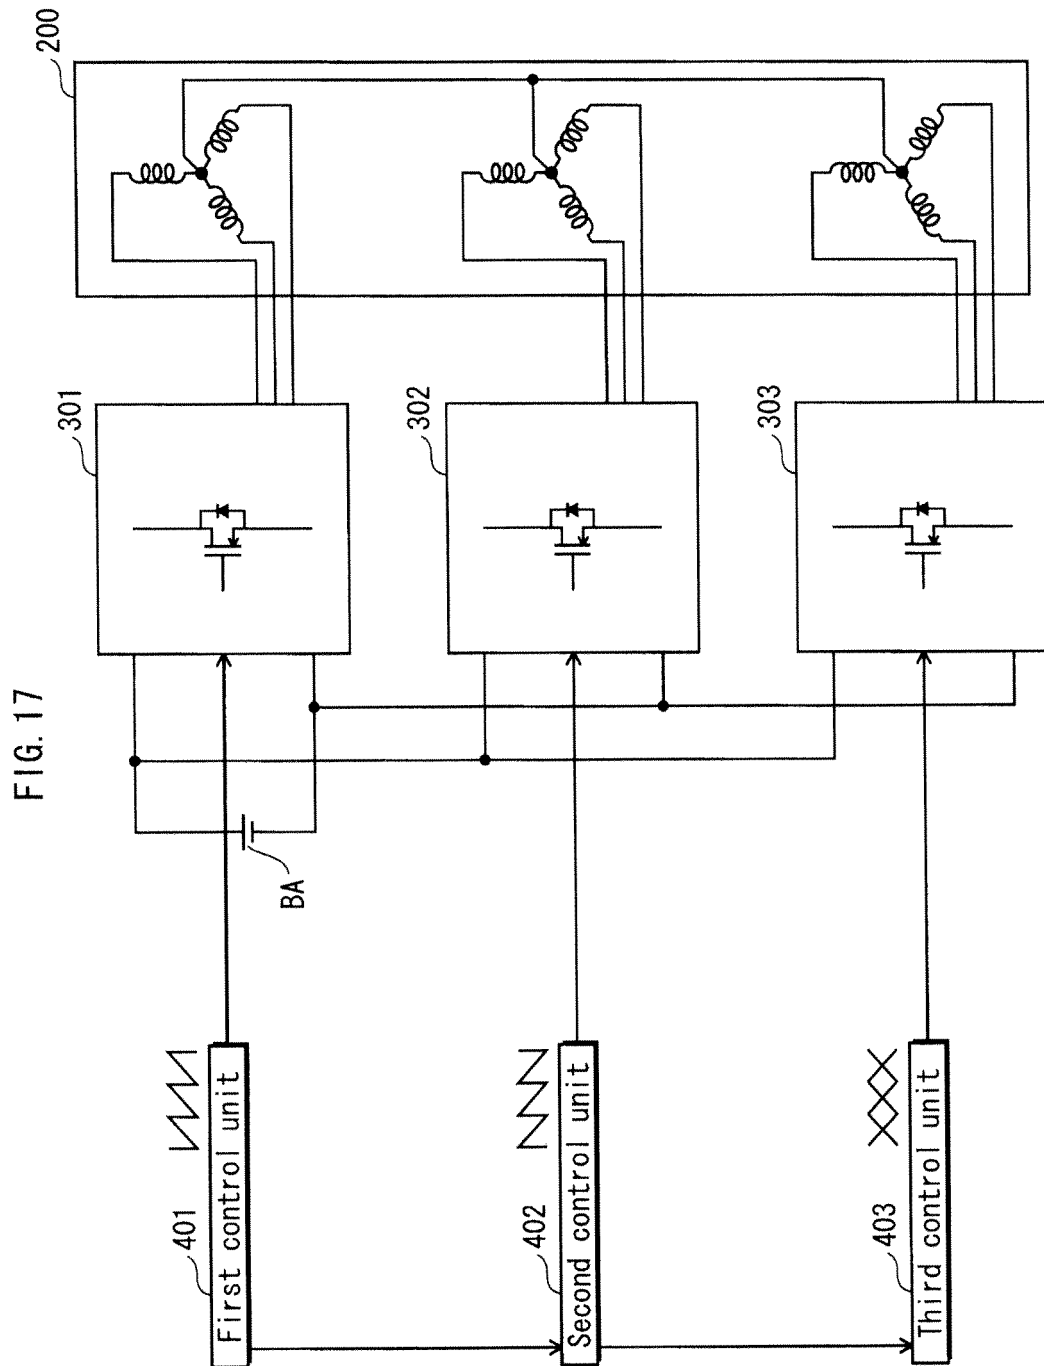 FIG. 17
401
First control unit
BA
301
200
402
Second control unit
302
403
Third control unit
303